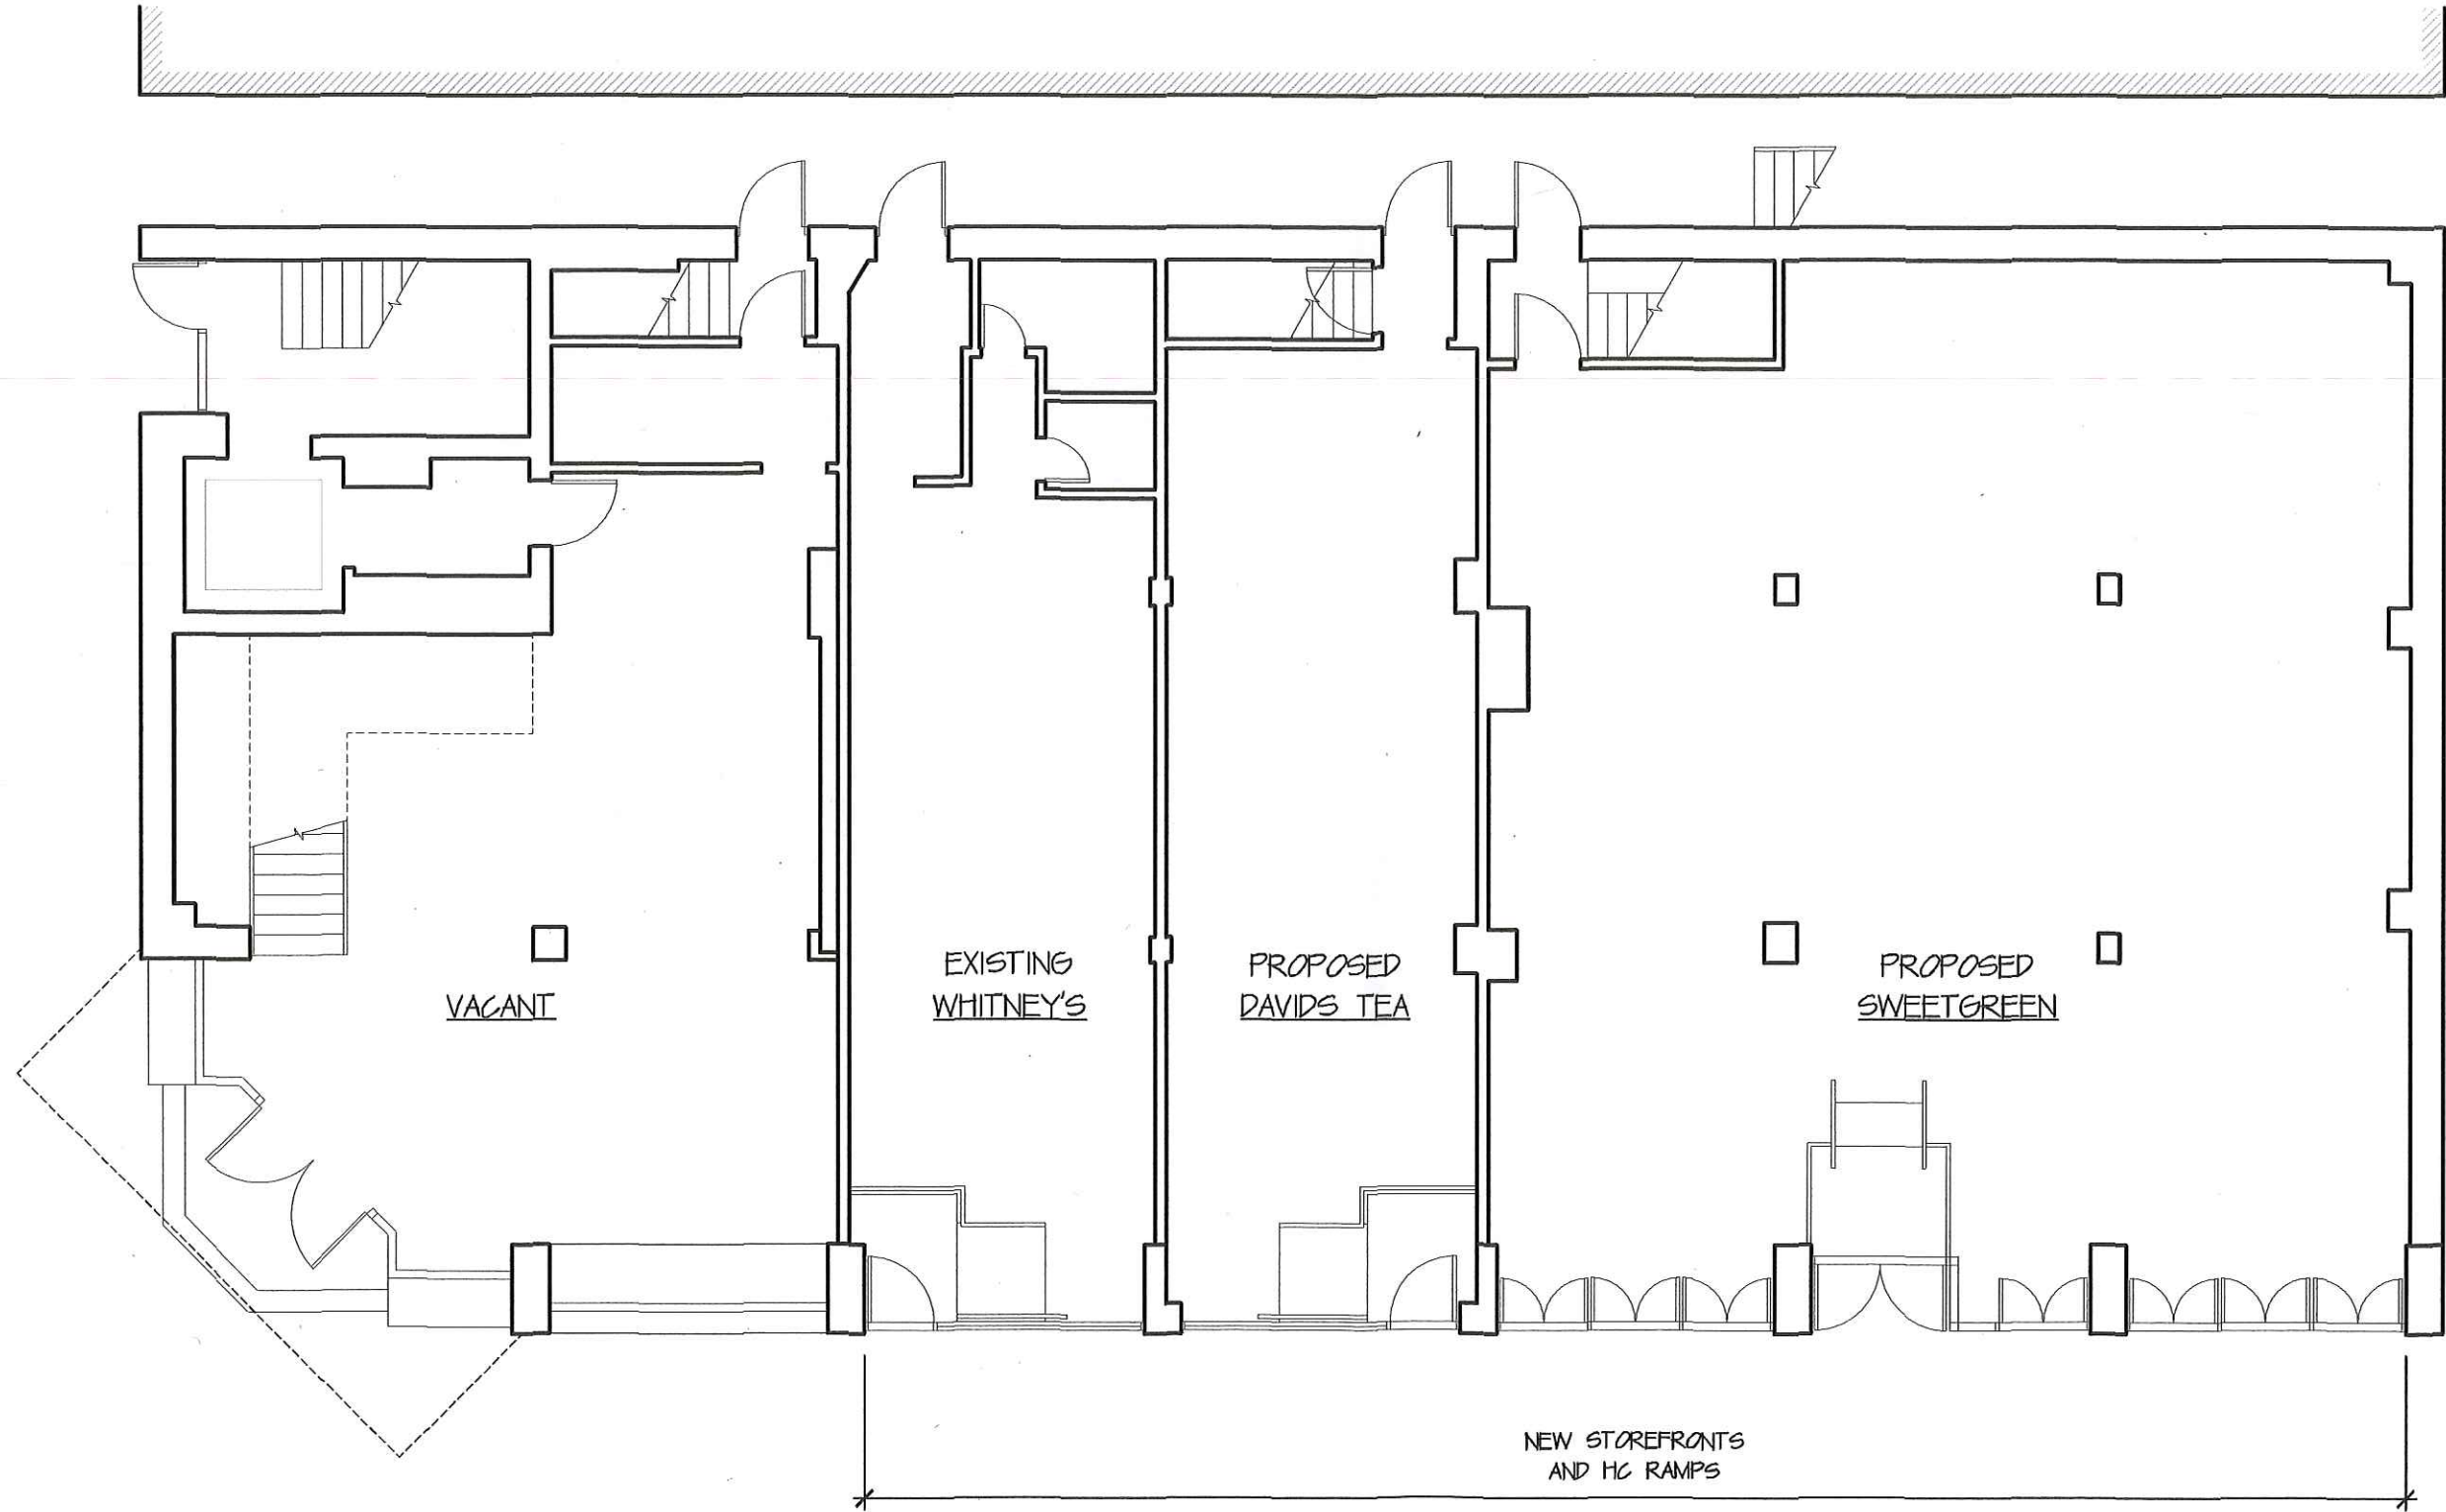 VACANT
EXISTING
WHITNEY'S
PROPOSED
DAVIDS TEA
PROPOSED
SWEETGREEN
NEW STOREFRONTS
AND HC RAMPS